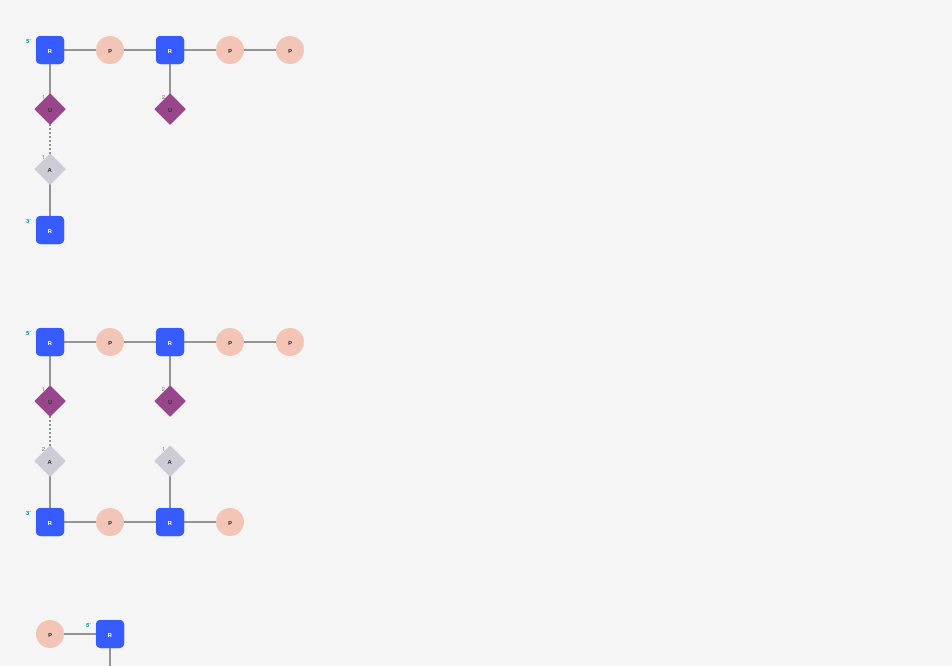 5' R P R P P
1 U 2 U
1 A
3' R
5' R P R P P
1 U 2 U
2 A 1 A
3' R P R P
P 5' R